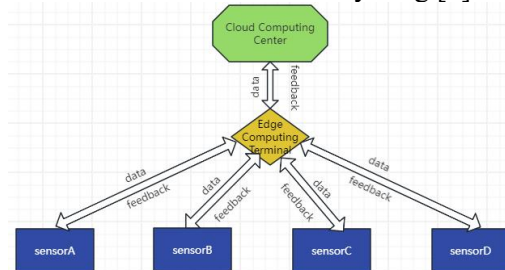 Cloud Computing
Center
data
feedback
Edge
Computing
Terminal
data
feedback
data
feedback
data
feedback
data
feedback
sensorA
sensorB
sensorC
sensorD